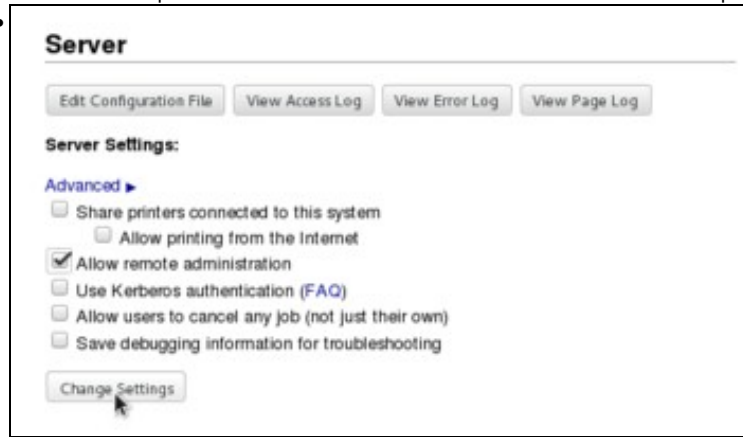 Server
Edit Configuration File View Access Log View Error Log View Page Log
Server Settings:
Advanced ▶
Share printers connected to this system
Allow printing from the Internet
Allow remote administration
Use Kerberos authentication (FAQ)
Allow users to cancel any job (not just their own)
Save debugging information for troubleshooting
Change Settings